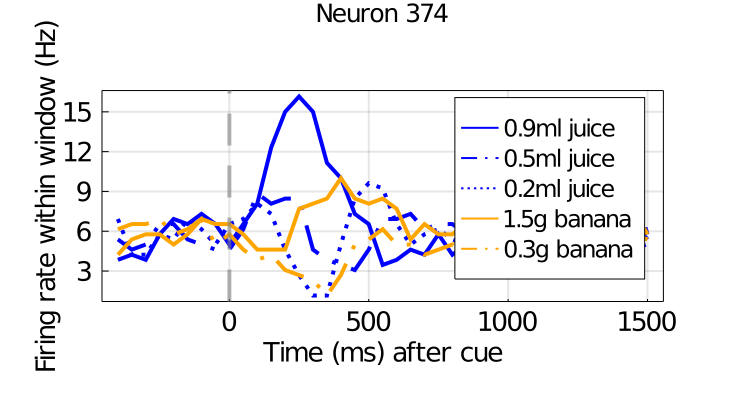 Neuron 374
Firing rate within window (Hz)
15
12
9
6
3
0.9ml juice
0.5ml juice
0.2ml juice
1.5g banana
0.3g banana
0
500
1000
1500
Time (ms) after cue